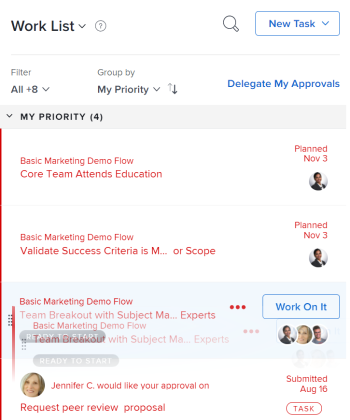 Work List ?
New Task
Filter
Group by
All +8
My Priority
Delegate My Approvals
MY PRIORITY (4)
Planned
Nov 3
Basic Marketing Demo Flow
Core Team Attends Education
Planned
Nov 3
Basic Marketing Demo Flow
Validate Success Criteria is M... or Scope
Basic Marketing Demo Flow
Team Breakout with Subject Ma... Experts
Work On It
Basic Marketing Demo Flow
READY TO START
Team Breakout with Subject Ma... Experts
READY TO START
Jennifer C. would like your approval on
Submitted
Aug 16
Request peer review proposal
TASK